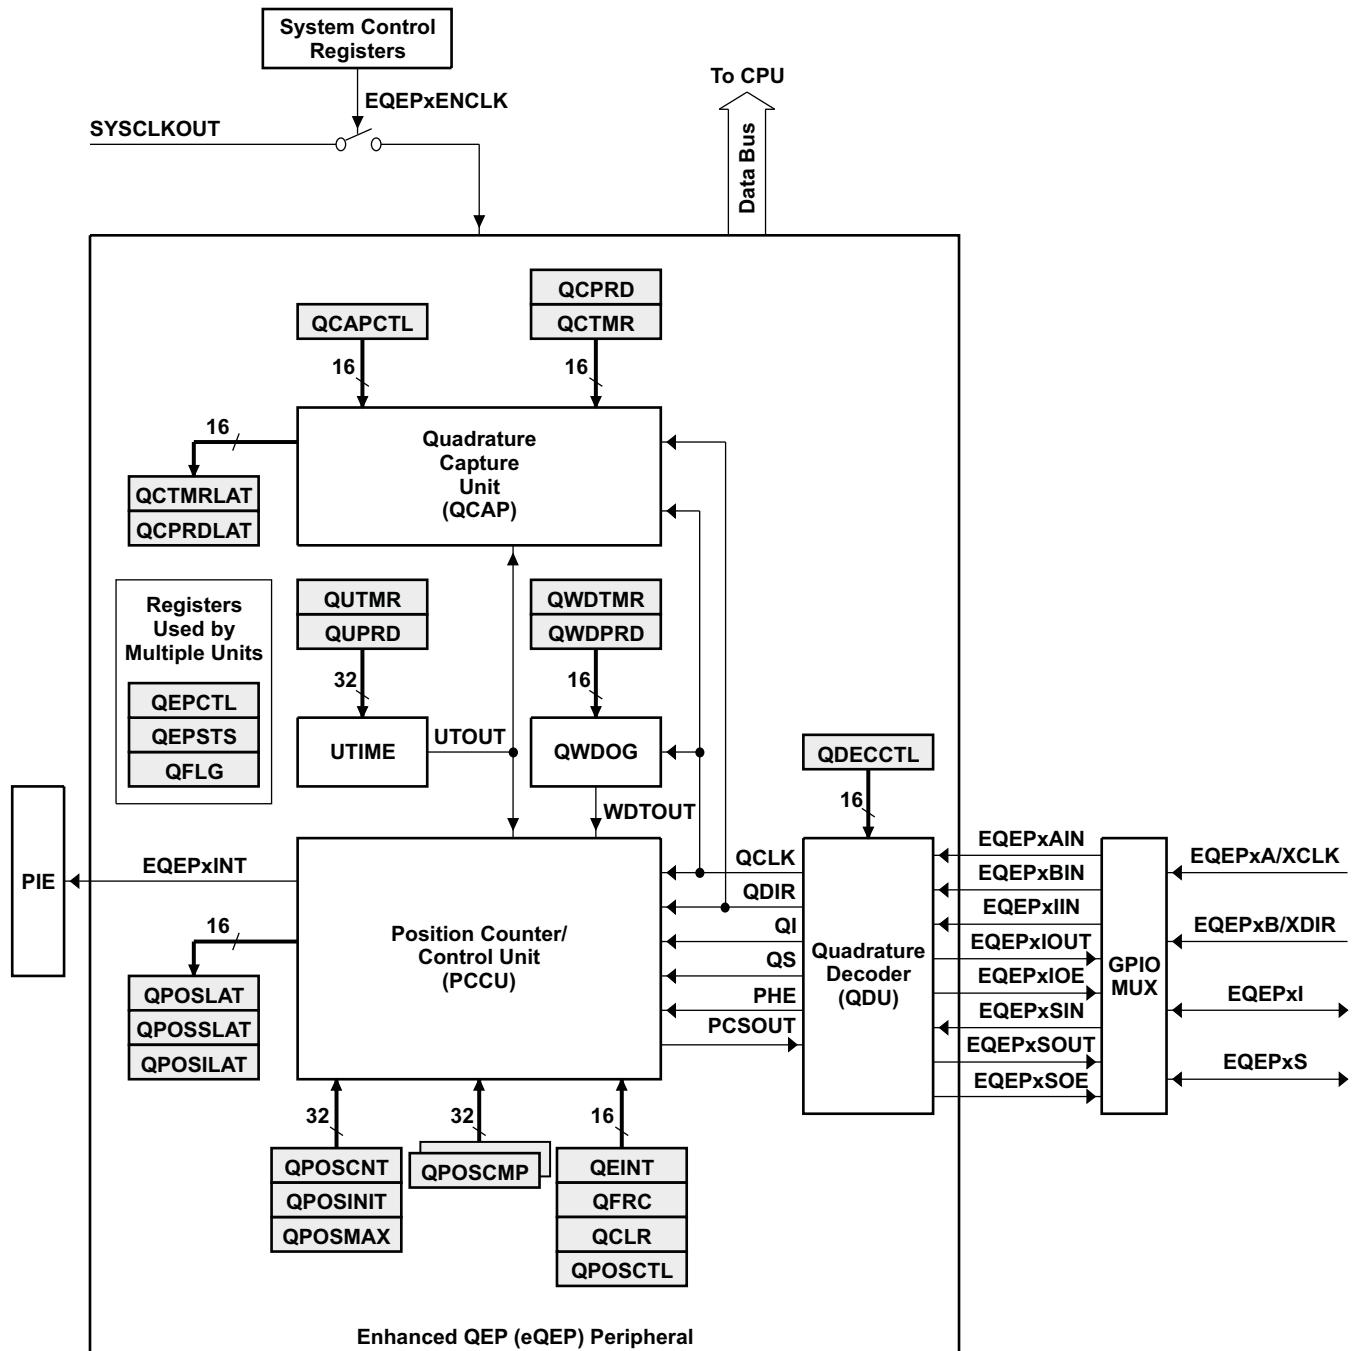 System Control
Registers
To CPU
EQEPxENCLK
SYSCLKOUT
Data Bus
QCPRD
QCAPCTL
QCTMR
16
16
16
Quadrature
Capture
Unit
(QCAP)
QCTMRLAT
QCPRDLAT
Registers
Used by
Multiple Units
QEPCTL
QEPSTS
QFLG
QUTMR
QUPRD
QWDTMR
QWDPRD
32
16
UTIME
UTOUT
QWDOG
WDTOUT
QDECCTL
16
PIE
EQEPxINT
16
Position Counter/
Control Unit
(PCCU)
QCLK
QDIR
QI
QS
PHE
PCSOUT
Quadrature
Decoder
(QDU)
EQEPxAIN
EQEPxBIN
EQEPxIIN
EQEPxIOUT
EQEPxIOE
EQEPxSIN
EQEPxSOUT
EQEPxSOE
GPIO
MUX
EQEPxA/XCLK
EQEPxB/XDIR
EQEPxI
EQEPxS
QPOSLAT
QPOSSLAT
QPOSILAT
32
32
16
QPOSCNT
QPOSINIT
QPOSMAX
QPOSCMP
QEINT
QFRC
QCLR
QPOSCTL
Enhanced QEP (eQEP) Peripheral